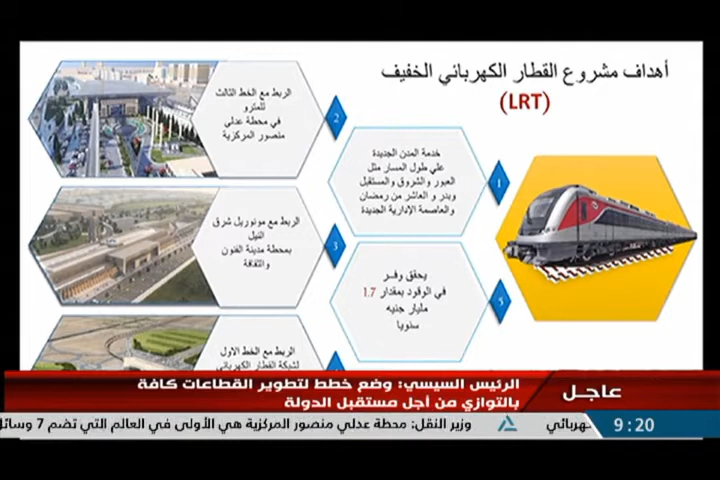 أهداف مشروع القطار الكهربائي الخفيف
(LRT)
1
خدمة المدن الجديدة
علي طول المسار مثل
العبور والشروق والمستقبل
وبدر و العاشر من رمضان
والعاصمة الإدارية الجديدة
2
الربط مع الخط الثالث
للمترو
في محطة عدلي
منصور المركزية
3
الربط مع مونوريل شرق
النيل
بمحطة مدينة الفنون
والثقافة
5
يحقق وفر
في الوقود بمقدار 1.7
مليار جنيه
سنويا
الربط مع الخط الاول
لشبكة القطار الكهربائي
عاجل
الرئيس السيسي: وضع خطط لتطوير القطاعات كافة
بالتوازي من أجل مستقبل الدولة
9:20
وزير النقل: محطة عدلي منصور المركزية هي الأولى في العالم التي تضم 7 وسائل